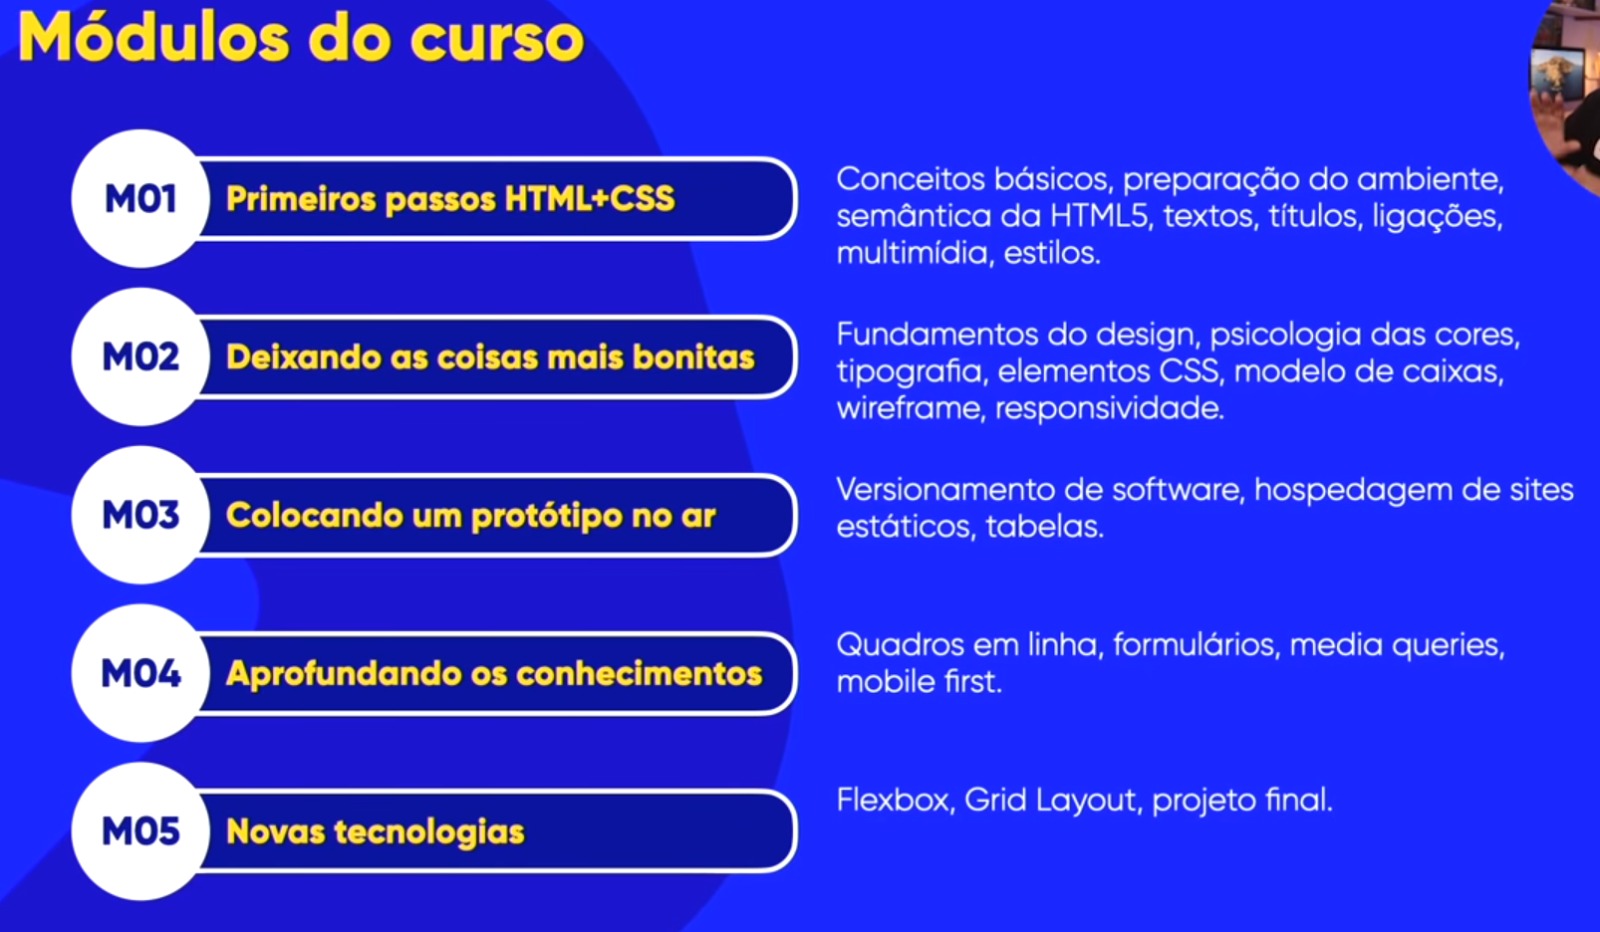 Módulos do curso
M01
Primeiros passos HTML+CSS
Conceitos básicos, preparação do ambiente,
semântica da HTML5, textos, títulos, ligações,
multimídia, estilos.
M02
Deixando as coisas mais bonitas
Fundamentos do design, psicologia das cores,
tipografia, elementos CSS, modelo de caixas,
wireframe, responsividade.
M03
Colocando um protótipo no ar
Versionamento de software, hospedagem de sites
estáticos, tabelas.
M04
Aprofundando os conhecimentos
Quadros em linha, formulários, media queries,
mobile first.
M05
Novas tecnologias
Flexbox, Grid Layout, projeto final.